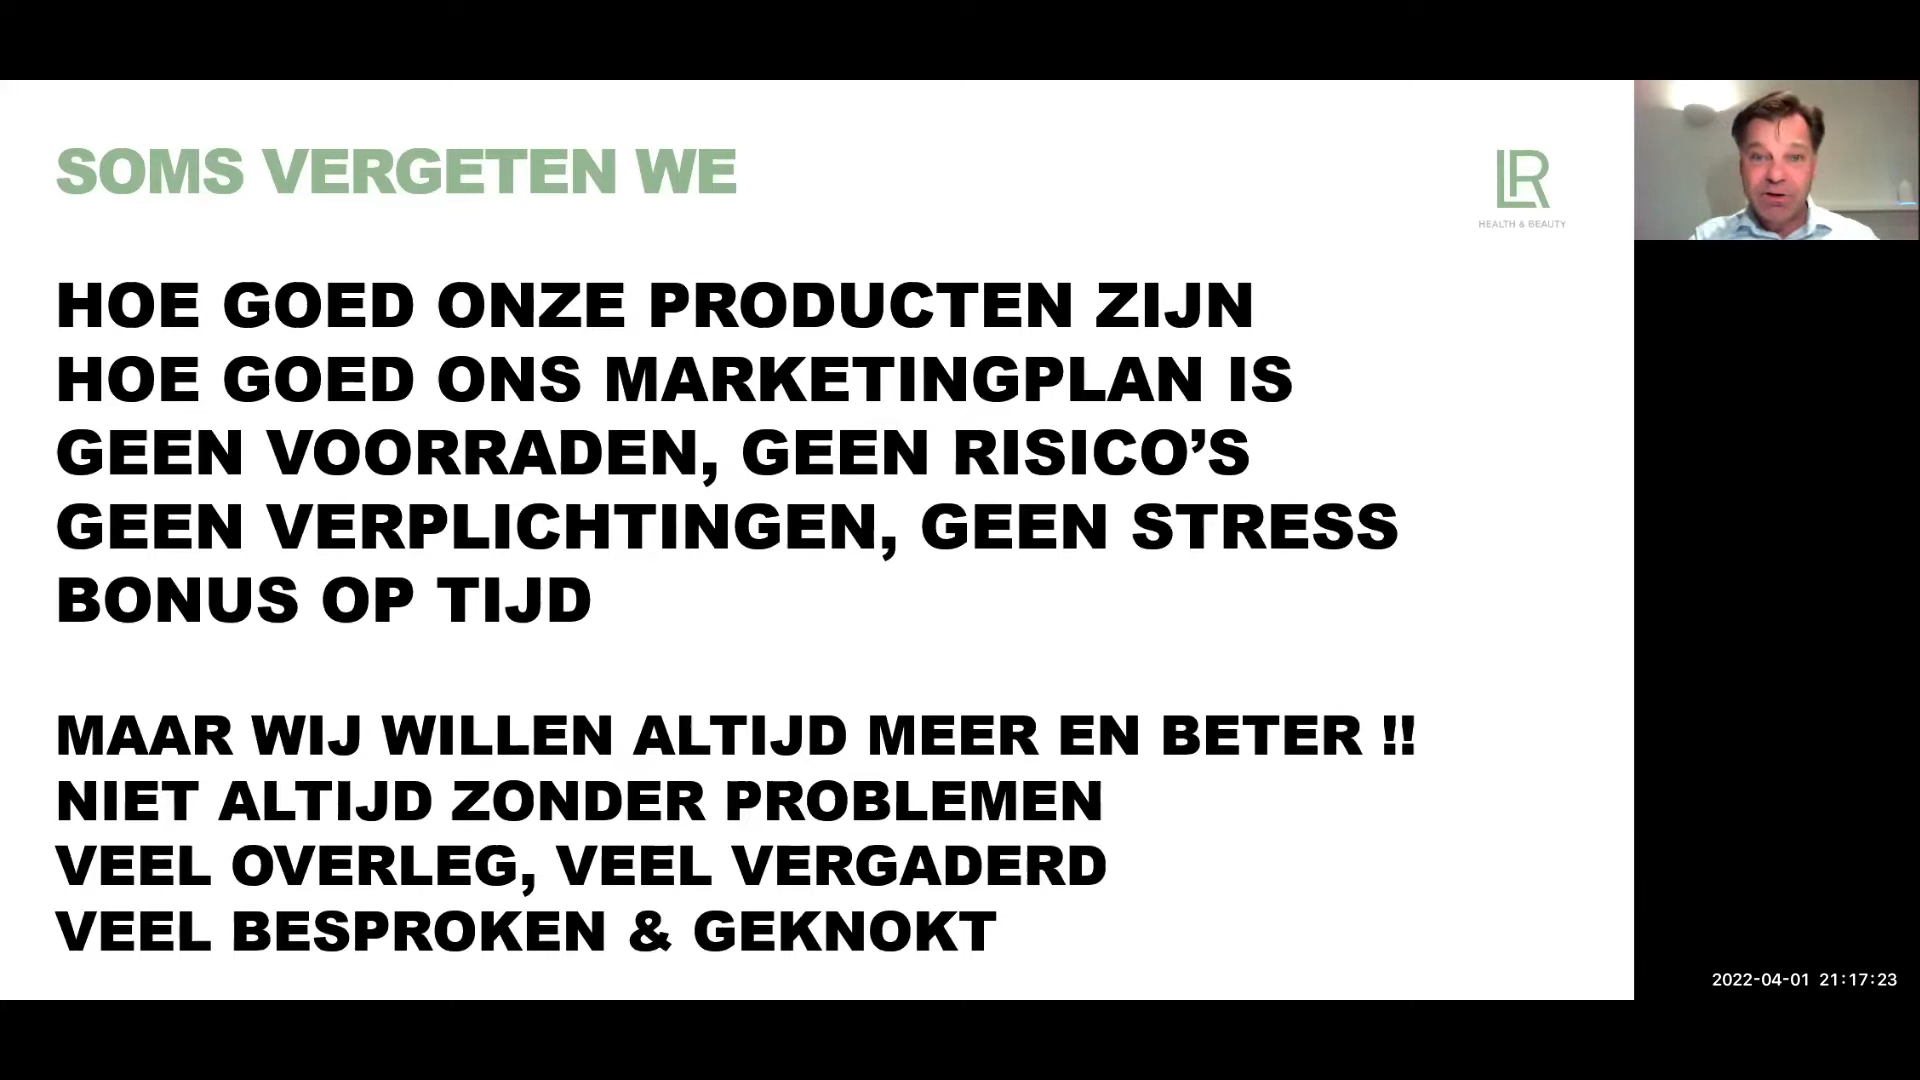 SOMS VERGETEN WE
LR
HEALTH & BEAUTY
HOE GOED ONZE PRODUCTEN ZIJN
HOE GOED ONS MARKETINGPLAN IS
GEEN VOORRADEN, GEEN RISICO’S
GEEN VERPLICHTINGEN, GEEN STRESS
BONUS OP TIJD
MAAR WIJ WILLEN ALTIJD MEER EN BETER !!
NIET ALTIJD ZONDER PROBLEMEN
VEEL OVERLEG, VEEL VERGADERD
VEEL BESPROKEN & GEKNOKT
2022-04-01 21:17:23